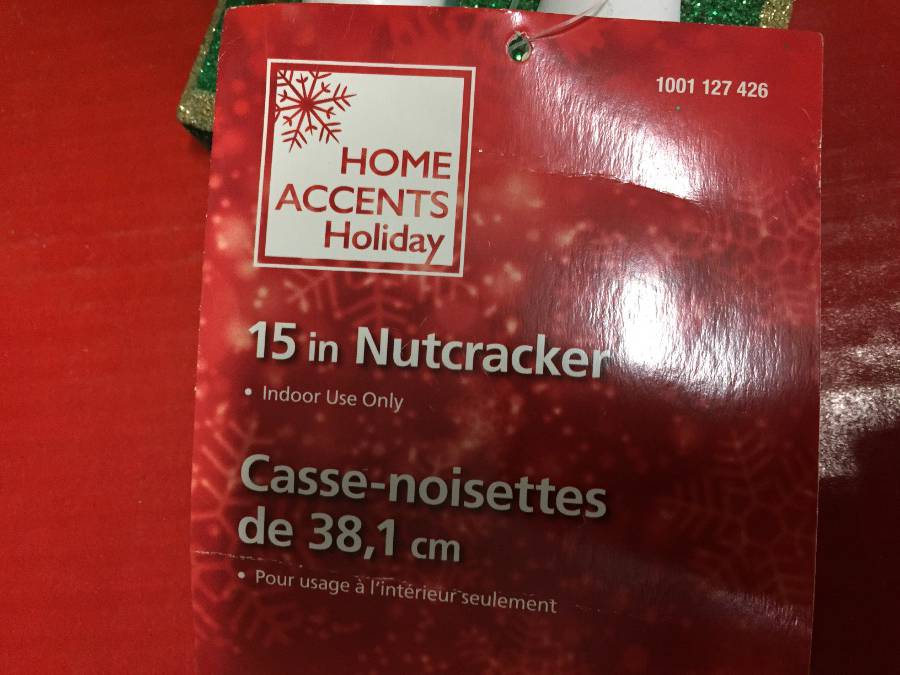 1001 127 426
HOME
ACCENTS
Holiday
15 in Nutcracker
• Indoor Use Only
Casse-noisettes
de 38,1 cm
• Pour usage à l'intérieur seulement